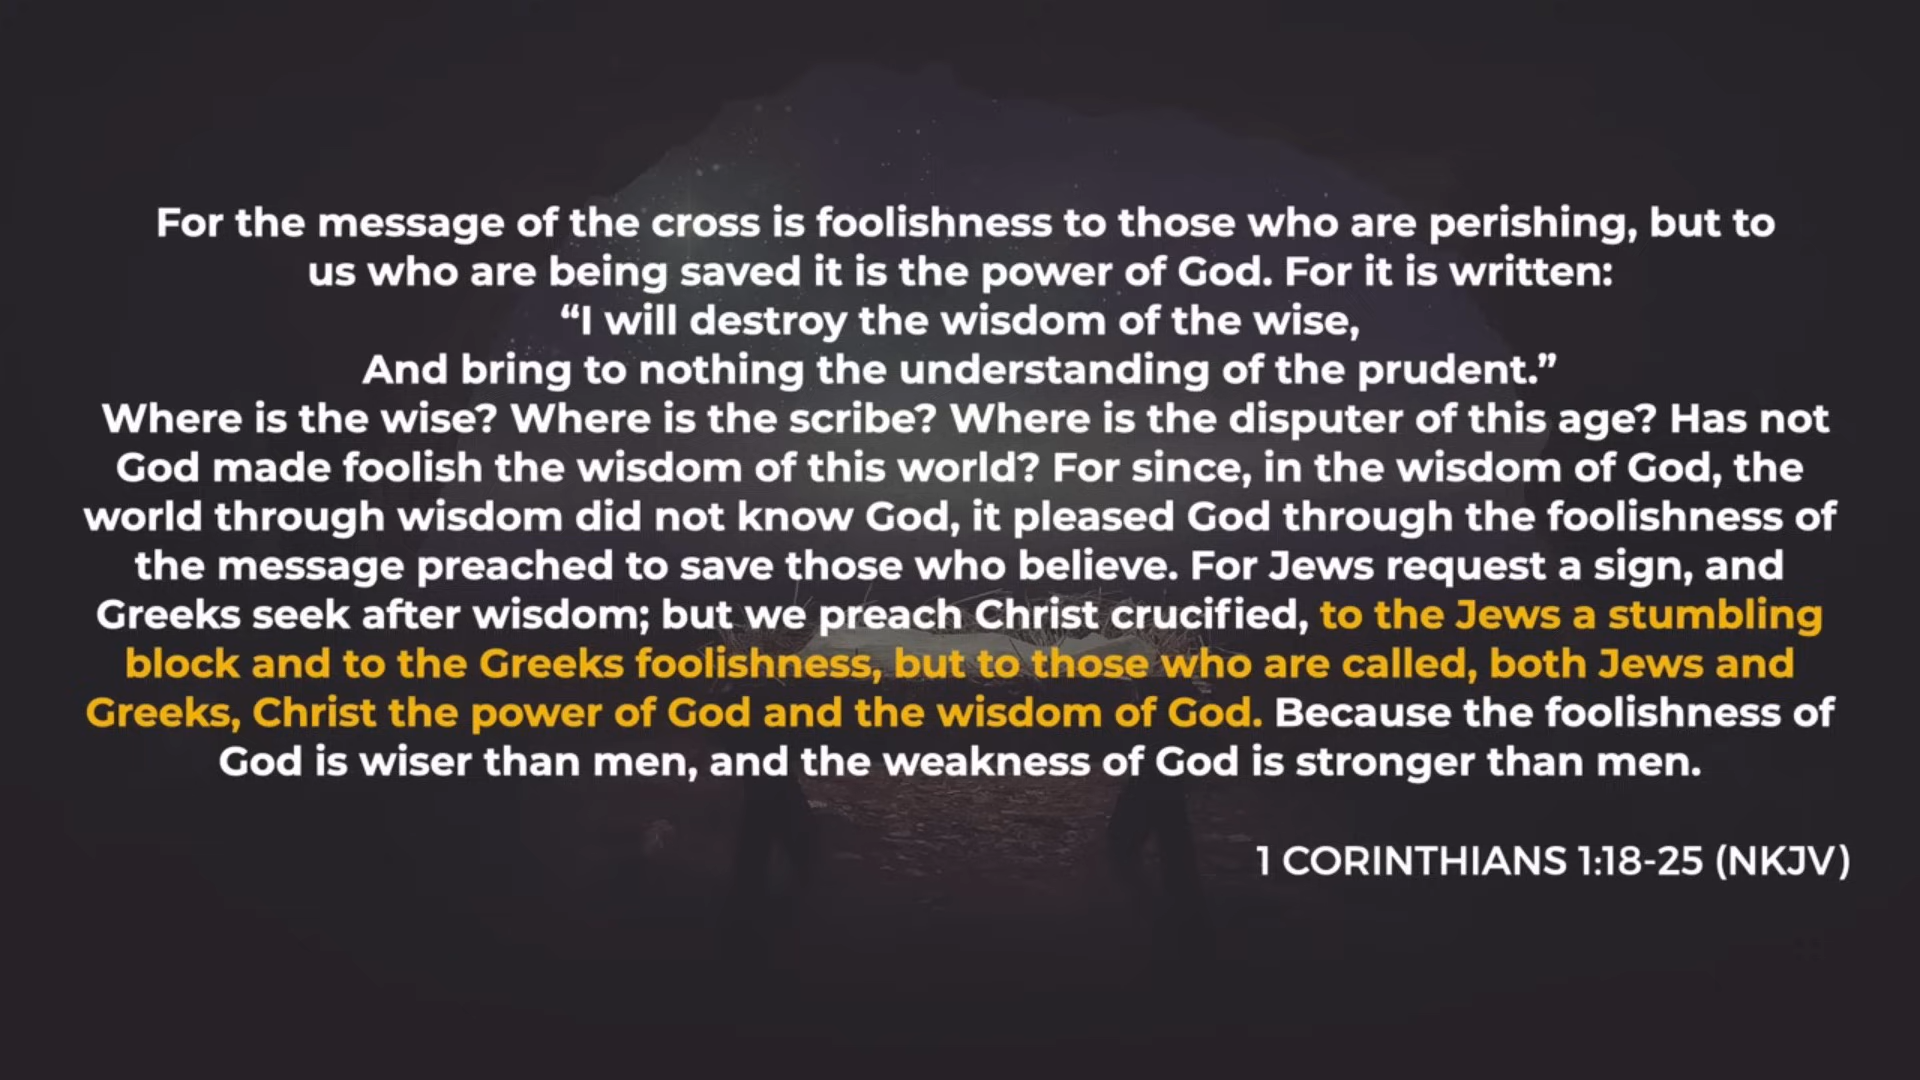 For the message of the cross is foolishness to those who are perishing, but to
us who are being saved it is the power of God. For it is written:
“I will destroy the wisdom of the wise,
And bring to nothing the understanding of the prudent.”
Where is the wise? Where is the scribe? Where is the disputer of this age? Has not
God made foolish the wisdom of this world? For since, in the wisdom of God, the
world through wisdom did not know God, it pleased God through the foolishness of
the message preached to save those who believe. For Jews request a sign, and
Greeks seek after wisdom; but we preach Christ crucified, to the Jews a stumbling
block and to the Greeks foolishness, but to those who are called, both Jews and
Greeks, Christ the power of God and the wisdom of God. Because the foolishness of
God is wiser than men, and the weakness of God is stronger than men.
1 CORINTHIANS 1:18-25 (NKJV)